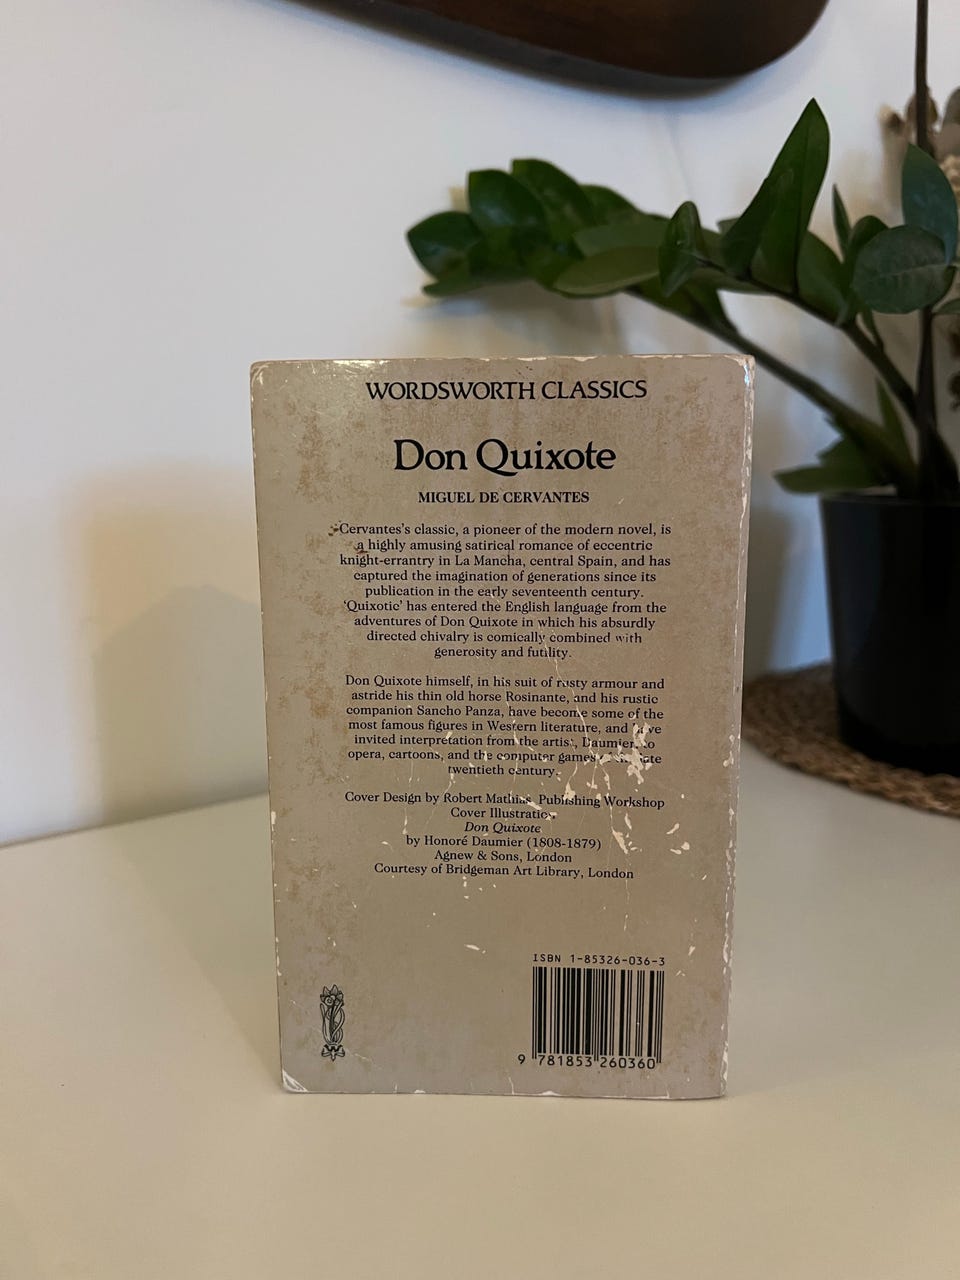 WORDSWORTH CLASSICS
Don Quixote
MIGUEL DE CERVANTES
Cervantes's classic, a pioneer of the modern novel, is
a highly amusing satirical romance of eccentric
knight-errantry in La Mancha, central Spain, and has
captured the imagination of generations since its
publication in the early seventeenth century.
'Quixotic' has entered the English language from the
adventures of Don Quixote in which his absurdly
directed chivalry is comically combined with
generosity and futility.
Don Quixote himself, in his suit of rusty armour and
astride his thin old horse Rosinante, and his rustic
companion Sancho Panza, have become some of the
most famous figures in Western literature, and have
invited interpretation from the artist, Daumier, to
opera, cartoons, and the computer games of the late
twentieth century.
Cover Design by Robert Mathias, Publishing Workshop
Cover Illustration
Don Quixote
by Honoré Daumier (1808-1879)
Agnew & Sons, London
Courtesy of Bridgeman Art Library, London
ISBN 1-85326-036-3
9 781853 260360